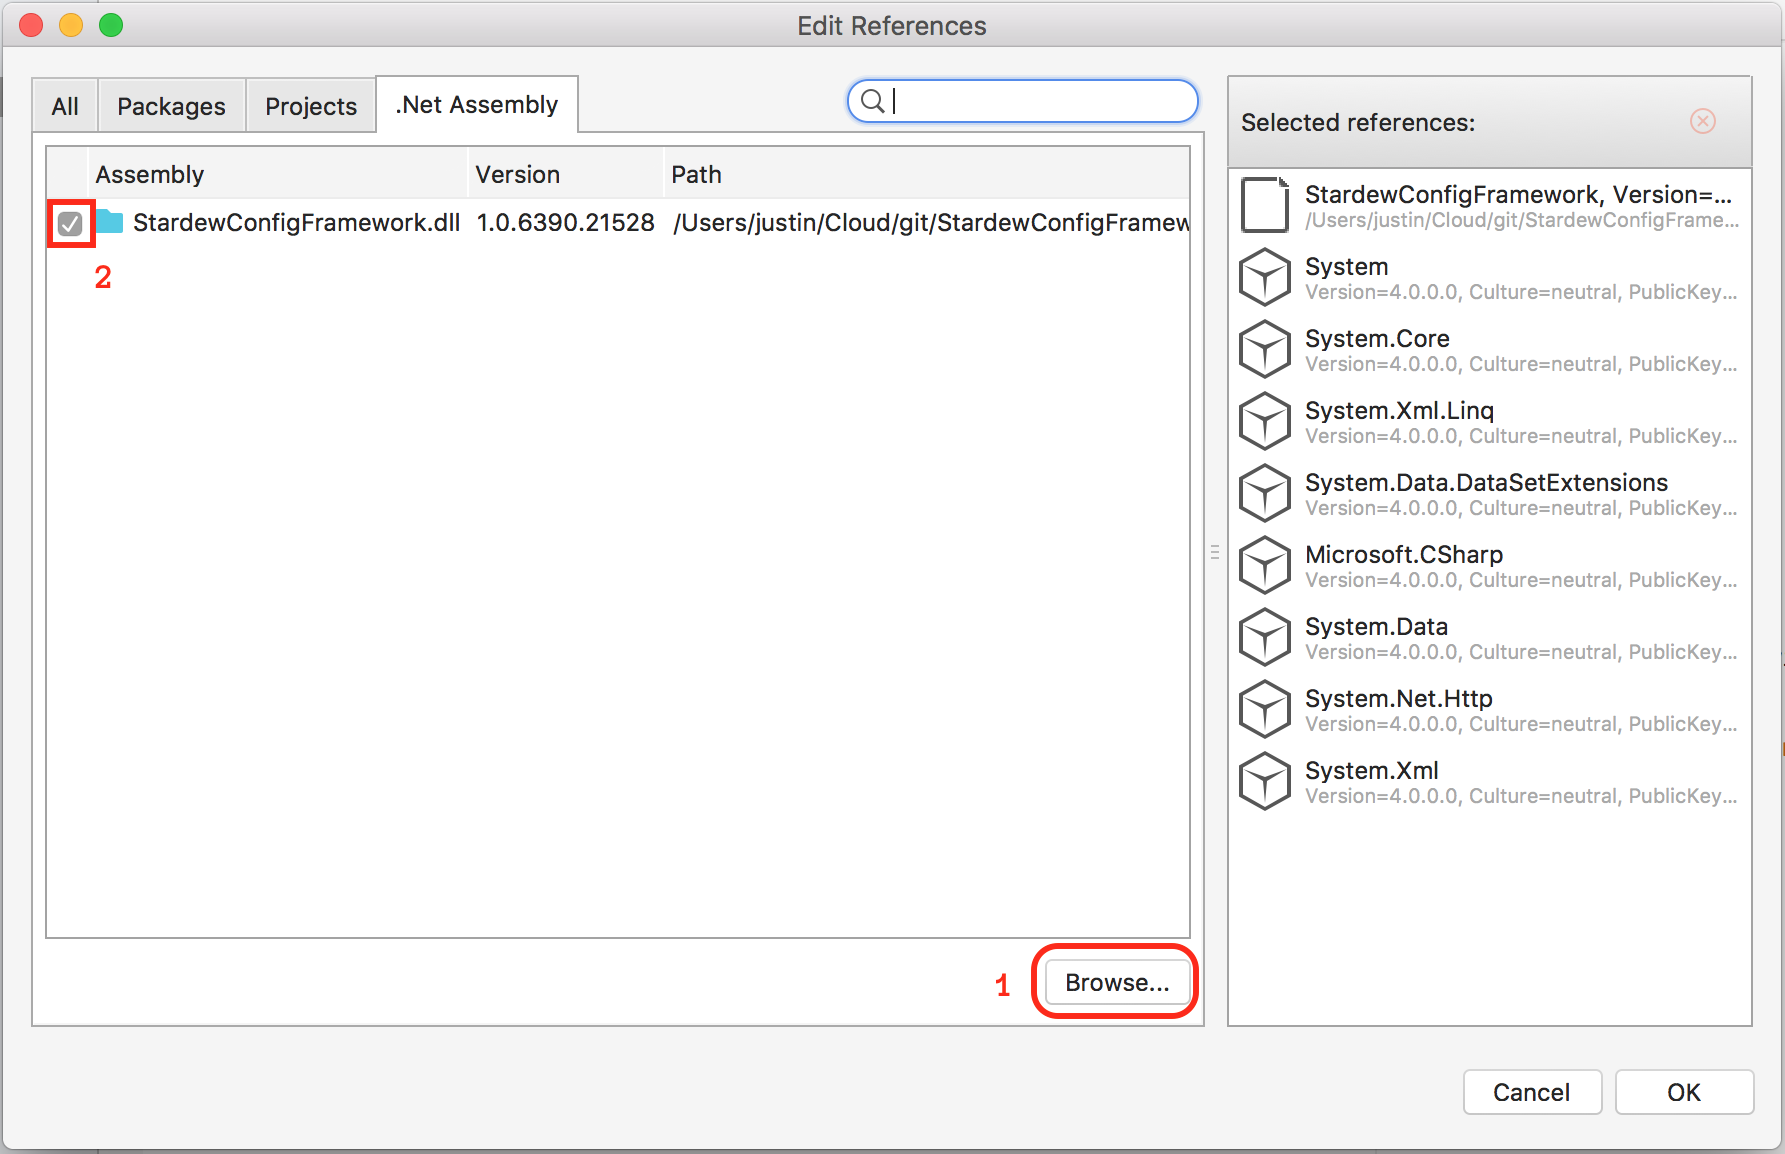 Edit References
All Packages Projects .Net Assembly
Assembly Version Path
StardewConfigFramework.dll 1.0.6390.21528 /Users/justin/Cloud/git/StardewConfigFramew
2
1 Browse...
Selected references:
StardewConfigFramework, Version=...
/Users/justin/Cloud/git/StardewConfigFrame...
System
Version=4.0.0.0, Culture=neutral, PublicKey...
System.Core
Version=4.0.0.0, Culture=neutral, PublicKey...
System.Xml.Linq
Version=4.0.0.0, Culture=neutral, PublicKey...
System.Data.DataSetExtensions
Version=4.0.0.0, Culture=neutral, PublicKey...
Microsoft.CSharp
Version=4.0.0.0, Culture=neutral, PublicKey...
System.Data
Version=4.0.0.0, Culture=neutral, PublicKey...
System.Net.Http
Version=4.0.0.0, Culture=neutral, PublicKey...
System.Xml
Version=4.0.0.0, Culture=neutral, PublicKey...
Cancel OK